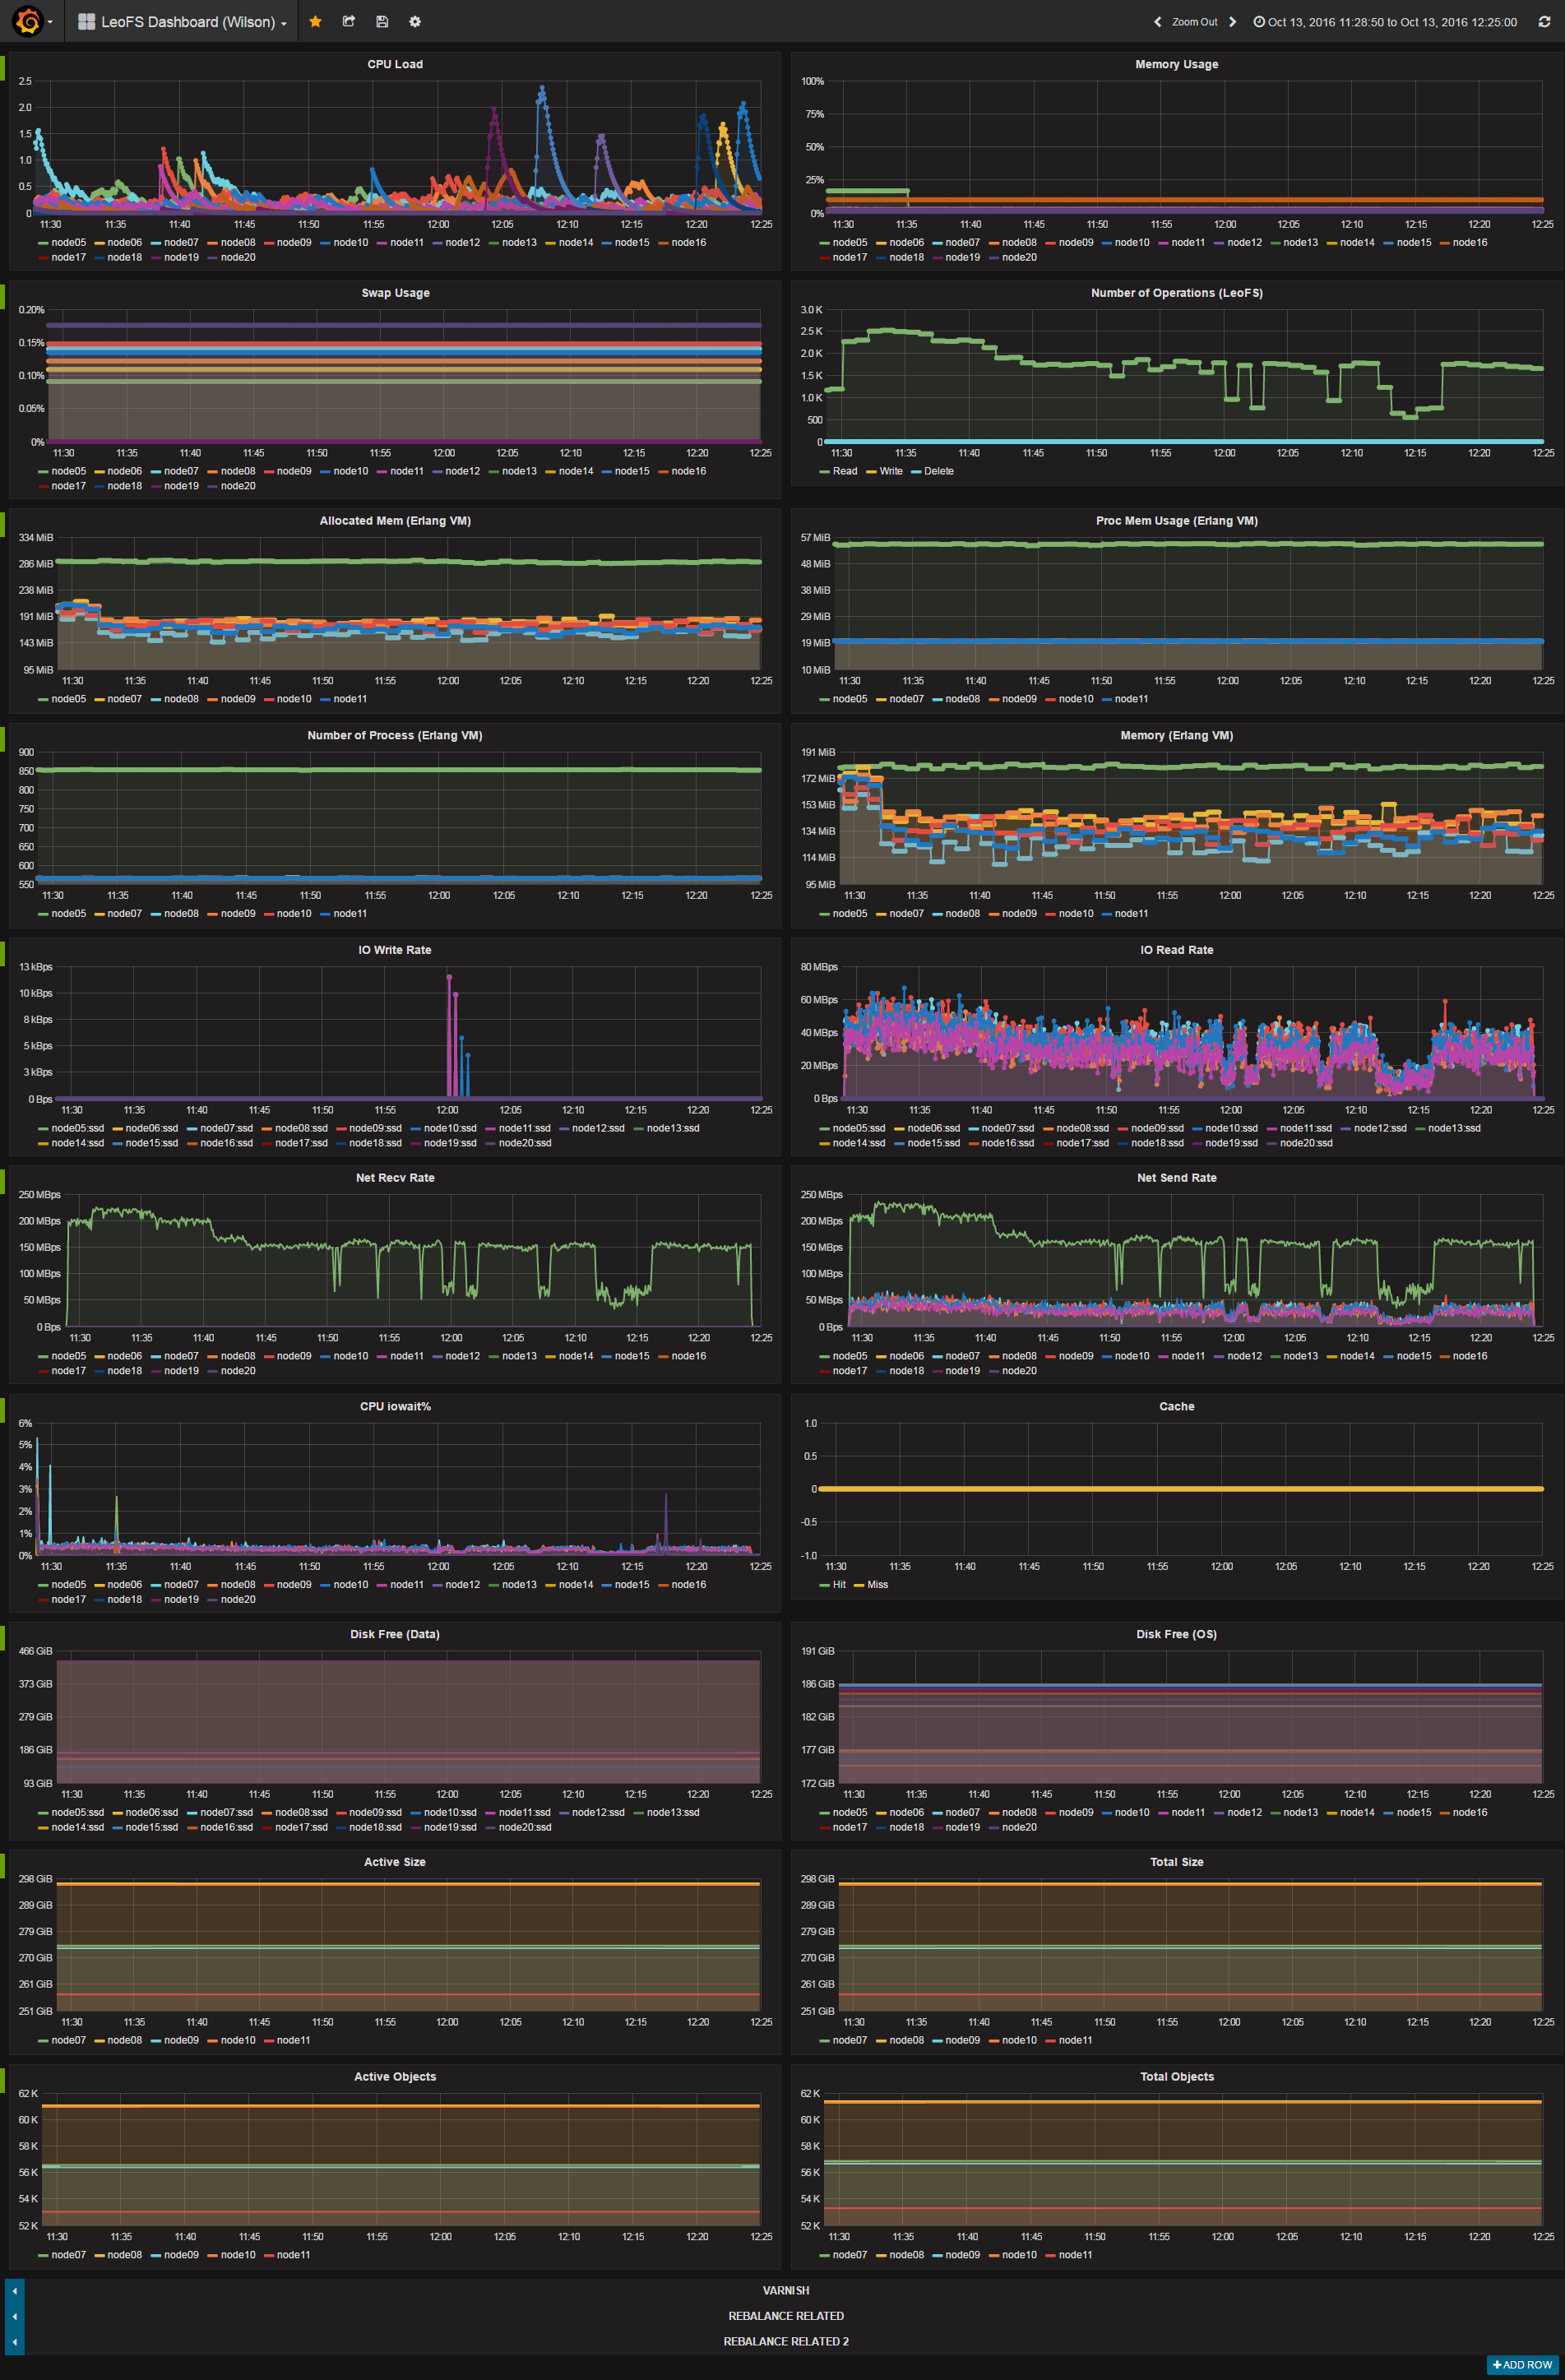 LeoFS Dashboard (Wilson)
Zoom Out
Oct 13, 2016 11:28:50 to Oct 13, 2016 12:25:00
CPU Load
2.5
2.0
1.5
1.0
0.5
0
11:30 11:35 11:40 11:45 11:50 11:55 12:00 12:05 12:10 12:15 12:20 12:25
node05 node06 node07 node08 node09 node10 node11 node12 node13 node14 node15 node16
node17 node18 node19 node20
Memory Usage
100%
75%
50%
25%
0%
11:30 11:35 11:40 11:45 11:50 11:55 12:00 12:05 12:10 12:15 12:20 12:25
node05 node06 node07 node08 node09 node10 node11 node12 node13 node14 node15 node16
node17 node18 node19 node20
Swap Usage
0.20%
0.15%
0.10%
0.05%
0%
11:30 11:35 11:40 11:45 11:50 11:55 12:00 12:05 12:10 12:15 12:20 12:25
node05 node06 node07 node08 node09 node10 node11 node12 node13 node14 node15 node16
node17 node18 node19 node20
Number of Operations (LeoFS)
3.0 K
2.5 K
2.0 K
1.5 K
1.0 K
500
0
11:30 11:35 11:40 11:45 11:50 11:55 12:00 12:05 12:10 12:15 12:20 12:25
Read Write Delete
Allocated Mem (Erlang VM)
334 MiB
286 MiB
238 MiB
191 MiB
143 MiB
95 MiB
11:30 11:35 11:40 11:45 11:50 11:55 12:00 12:05 12:10 12:15 12:20 12:25
node05 node07 node08 node09 node10 node11
Proc Mem Usage (Erlang VM)
57 MiB
48 MiB
38 MiB
29 MiB
19 MiB
10 MiB
11:30 11:35 11:40 11:45 11:50 11:55 12:00 12:05 12:10 12:15 12:20 12:25
node05 node07 node08 node09 node10 node11
Number of Process (Erlang VM)
900
850
800
750
700
650
600
550
11:30 11:35 11:40 11:45 11:50 11:55 12:00 12:05 12:10 12:15 12:20 12:25
node05 node07 node08 node09 node10 node11
Memory (Erlang VM)
191 MiB
172 MiB
153 MiB
134 MiB
114 MiB
95 MiB
11:30 11:35 11:40 11:45 11:50 11:55 12:00 12:05 12:10 12:15 12:20 12:25
node05 node07 node08 node09 node10 node11
IO Write Rate
13 kBps
10 kBps
8 kBps
5 kBps
3 kBps
0 Bps
11:30 11:35 11:40 11:45 11:50 11:55 12:00 12:05 12:10 12:15 12:20 12:25
node05:ssd node06:ssd node07:ssd node08:ssd node09:ssd node10:ssd node11:ssd node12:ssd node13:ssd
node14:ssd node15:ssd node16:ssd node17:ssd node18:ssd node19:ssd node20:ssd
IO Read Rate
80 MBps
60 MBps
40 MBps
20 MBps
0 Bps
11:30 11:35 11:40 11:45 11:50 11:55 12:00 12:05 12:10 12:15 12:20 12:25
node05:ssd node06:ssd node07:ssd node08:ssd node09:ssd node10:ssd node11:ssd node12:ssd node13:ssd
node14:ssd node15:ssd node16:ssd node17:ssd node18:ssd node19:ssd node20:ssd
Net Recv Rate
250 MBps
200 MBps
150 MBps
100 MBps
50 MBps
0 Bps
11:30 11:35 11:40 11:45 11:50 11:55 12:00 12:05 12:10 12:15 12:20 12:25
node05 node06 node07 node08 node09 node10 node11 node12 node13 node14 node15 node16
node17 node18 node19 node20
Net Send Rate
250 MBps
200 MBps
150 MBps
100 MBps
50 MBps
0 Bps
11:30 11:35 11:40 11:45 11:50 11:55 12:00 12:05 12:10 12:15 12:20 12:25
node05 node06 node07 node08 node09 node10 node11 node12 node13 node14 node15 node16
node17 node18 node19 node20
CPU iowait%
6%
5%
4%
3%
2%
1%
0%
11:30 11:35 11:40 11:45 11:50 11:55 12:00 12:05 12:10 12:15 12:20 12:25
node05 node06 node07 node08 node09 node10 node11 node12 node13 node14 node15 node16
node17 node18 node19 node20
Cache
1.0
0.5
0
-0.5
-1.0
11:30 11:35 11:40 11:45 11:50 11:55 12:00 12:05 12:10 12:15 12:20 12:25
Hit Miss
Disk Free (Data)
466 GiB
373 GiB
279 GiB
186 GiB
93 GiB
11:30 11:35 11:40 11:45 11:50 11:55 12:00 12:05 12:10 12:15 12:20 12:25
node05:ssd node06:ssd node07:ssd node08:ssd node09:ssd node10:ssd node11:ssd node12:ssd node13:ssd
node14:ssd node15:ssd node16:ssd node17:ssd node18:ssd node19:ssd node20:ssd
Disk Free (OS)
191 GiB
186 GiB
182 GiB
177 GiB
172 GiB
11:30 11:35 11:40 11:45 11:50 11:55 12:00 12:05 12:10 12:15 12:20 12:25
node05 node06 node07 node08 node09 node10 node11 node12 node13 node14 node15 node16
node17 node18 node19 node20
Active Size
298 GiB
289 GiB
279 GiB
270 GiB
261 GiB
251 GiB
11:30 11:35 11:40 11:45 11:50 11:55 12:00 12:05 12:10 12:15 12:20 12:25
node07 node08 node09 node10 node11
Total Size
298 GiB
289 GiB
279 GiB
270 GiB
261 GiB
251 GiB
11:30 11:35 11:40 11:45 11:50 11:55 12:00 12:05 12:10 12:15 12:20 12:25
node07 node08 node09 node10 node11
Active Objects
62 K
60 K
58 K
56 K
54 K
52 K
11:30 11:35 11:40 11:45 11:50 11:55 12:00 12:05 12:10 12:15 12:20 12:25
node07 node08 node09 node10 node11
Total Objects
62 K
60 K
58 K
56 K
54 K
52 K
11:30 11:35 11:40 11:45 11:50 11:55 12:00 12:05 12:10 12:15 12:20 12:25
node07 node08 node09 node10 node11
VARNISH
REBALANCE RELATED
REBALANCE RELATED 2
+ADD ROW